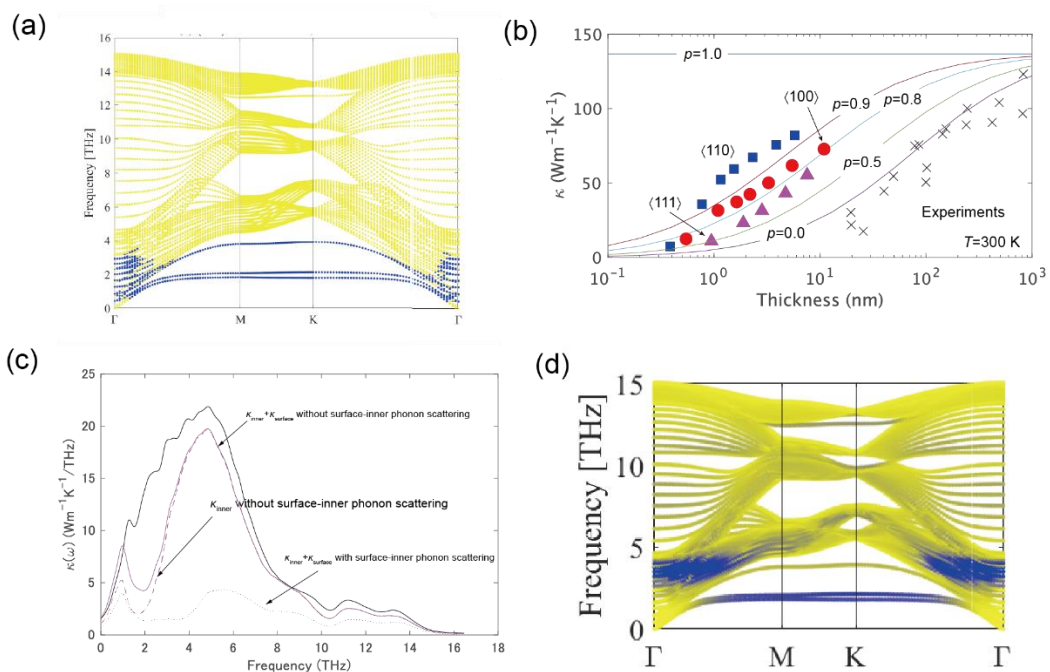 (a)
16
14
12
10
8
6
4
2
0
Frequency [THz]
Γ M K Γ
(b)
150
100
50
0
κ (Wm⁻¹K⁻¹)
p=1.0
⟨100⟩
p=0.9
p=0.8
⟨110⟩
p=0.5
⟨111⟩
p=0.0
Experiments
T=300 K
10⁻¹ 10⁰ 10¹ 10² 10³
Thickness (nm)
(c)
25
20
15
10
5
0
κ(ω) (Wm⁻¹K⁻¹/THz)
κinner+κsurface without surface-inner phonon scattering
κinner without surface-inner phonon scattering
κinner+κsurface with surface-inner phonon scattering
0 2 4 6 8 10 12 14 16 18
Frequency (THz)
(d)
15
10
5
0
Frequency [THz]
Γ M K Γ